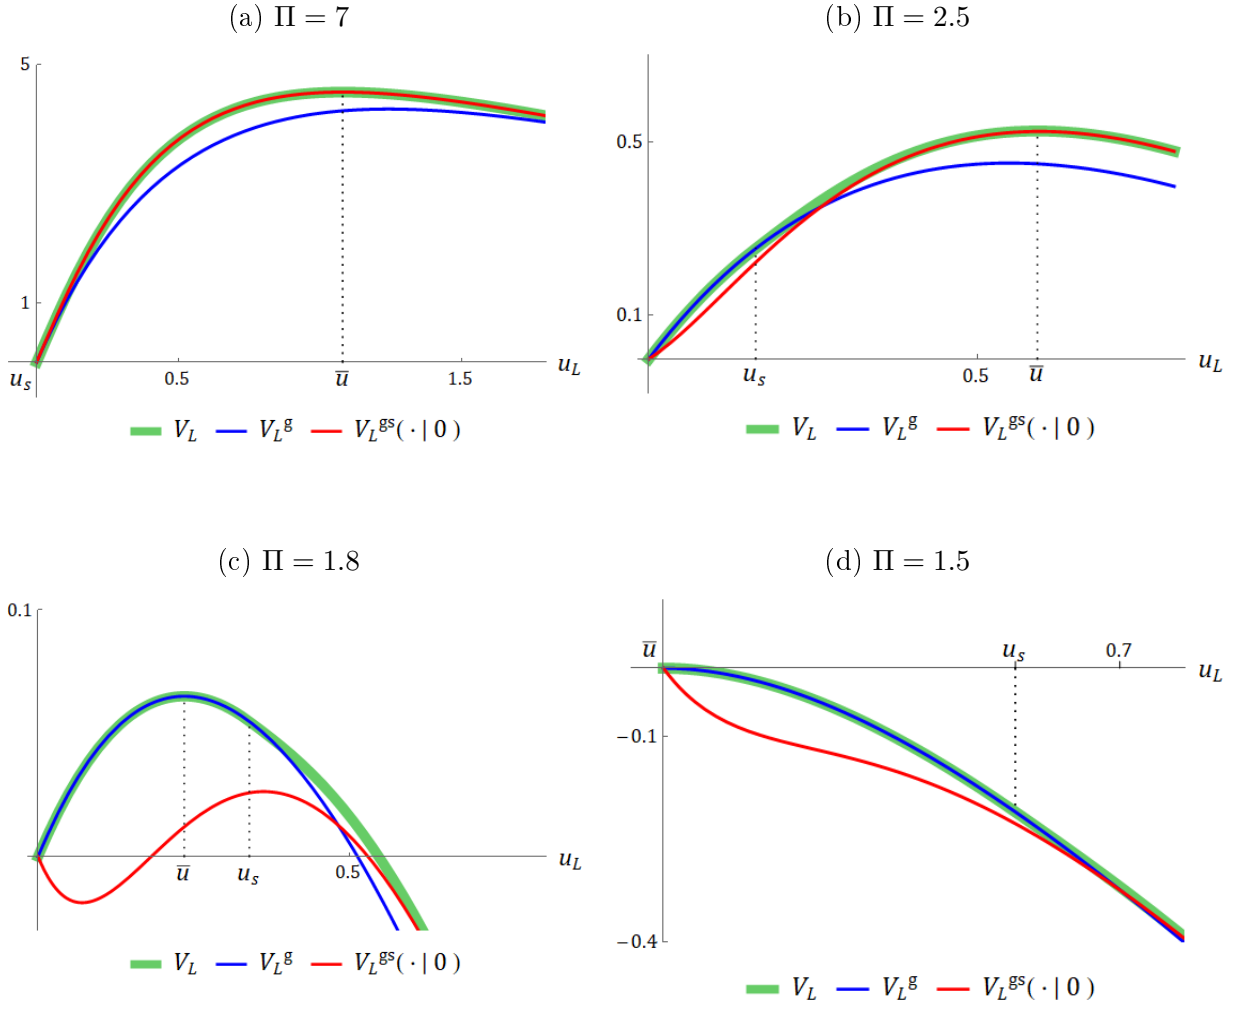 (a) Π = 7
5
1
u_s
0.5
u̅
1.5
u_L
V_L V_L^g V_L^gs( · | 0 )
(b) Π = 2.5
0.5
0.1
u_s
0.5
u̅
u_L
V_L V_L^g V_L^gs( · | 0 )
(c) Π = 1.8
0.1
u̅
u_s
0.5
u_L
V_L V_L^g V_L^gs( · | 0 )
(d) Π = 1.5
u̅
u_s
0.7
u_L
−0.1
−0.4
V_L V_L^g V_L^gs( · | 0 )